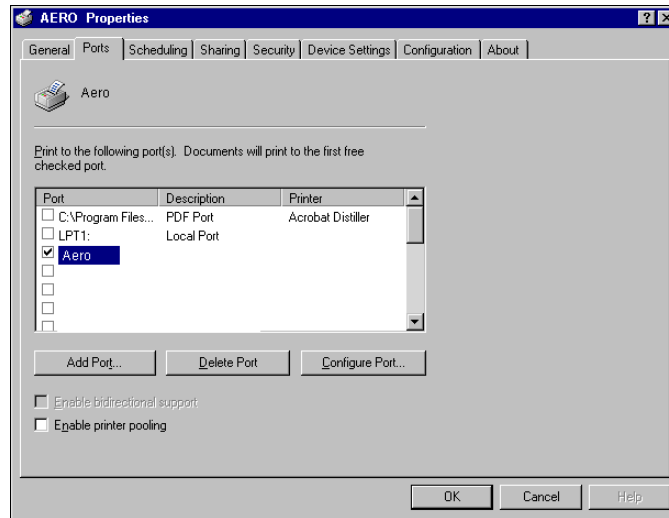 AERO Properties
General Ports Scheduling Sharing Security Device Settings Configuration About
Aero
Print to the following port(s). Documents will print to the first free
checked port.
Port Description Printer
C:\Program Files... PDF Port Acrobat Distiller
LPT1: Local Port
Aero
Add Port... Delete Port Configure Port...
Enable bidirectional support
Enable printer pooling
OK Cancel Help